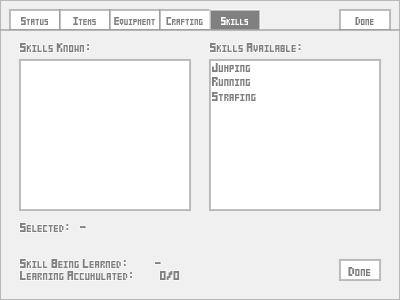 Status Items Equipment Crafting Skills Done
Skills Known: Skills Available:
Jumping
Running
Strafing
Selected: -
Skill Being Learned: -
Learning Accumulated: 0/0
Done